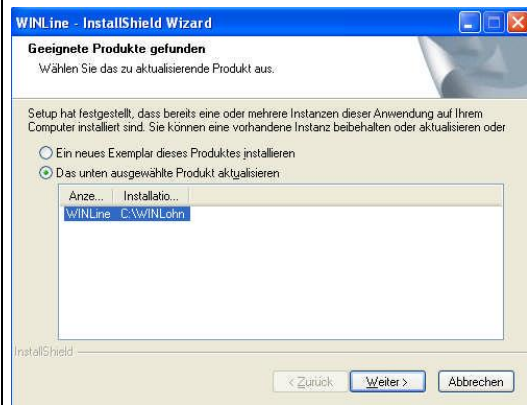 WINLine - InstallShield Wizard
Geeignete Produkte gefunden
Wählen Sie das zu aktualisierende Produkt aus.
Setup hat festgestellt, dass bereits eine oder mehrere Instanzen dieser Anwendung auf Ihrem
Computer installiert sind. Sie können eine vorhandene Instanz beibehalten oder aktualisieren oder
Ein neues Exemplar dieses Produktes installieren
Das unten ausgewählte Produkt aktualisieren
Anze... Installatio...
WINLine C:\WINLohn
InstallShield
< Zurück Weiter > Abbrechen